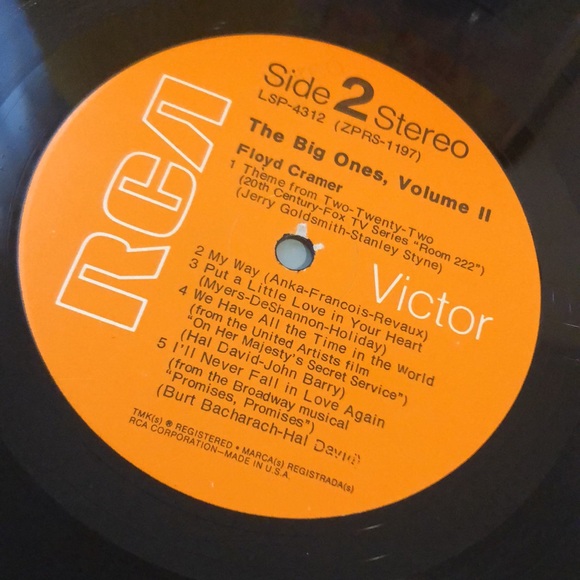 RCA
Victor
Side 2 Stereo
LSP-4312 (ZPRS-1197)
The Big Ones, Volume II
Floyd Cramer
1 Theme from Two-Twenty-Two
(20th Century-Fox TV Series "Room 222")
(Jerry Goldsmith-Stanley Styne)
2 My Way (Anka-Francois-Revaux)
3 Put a Little Love in Your Heart
(Myers-DeShannon-Holiday)
4 We Have All the Time in the World
(from the United Artists film
"On Her Majesty's Secret Service")
(Hal David-John Barry)
5 I'll Never Fall in Love Again
(from the Broadway musical
"Promises, Promises")
(Burt Bacharach-Hal David)
TMK(s) ® REGISTERED • MARCA(s) REGISTRADA(s)
RCA CORPORATION—MADE IN U.S.A.